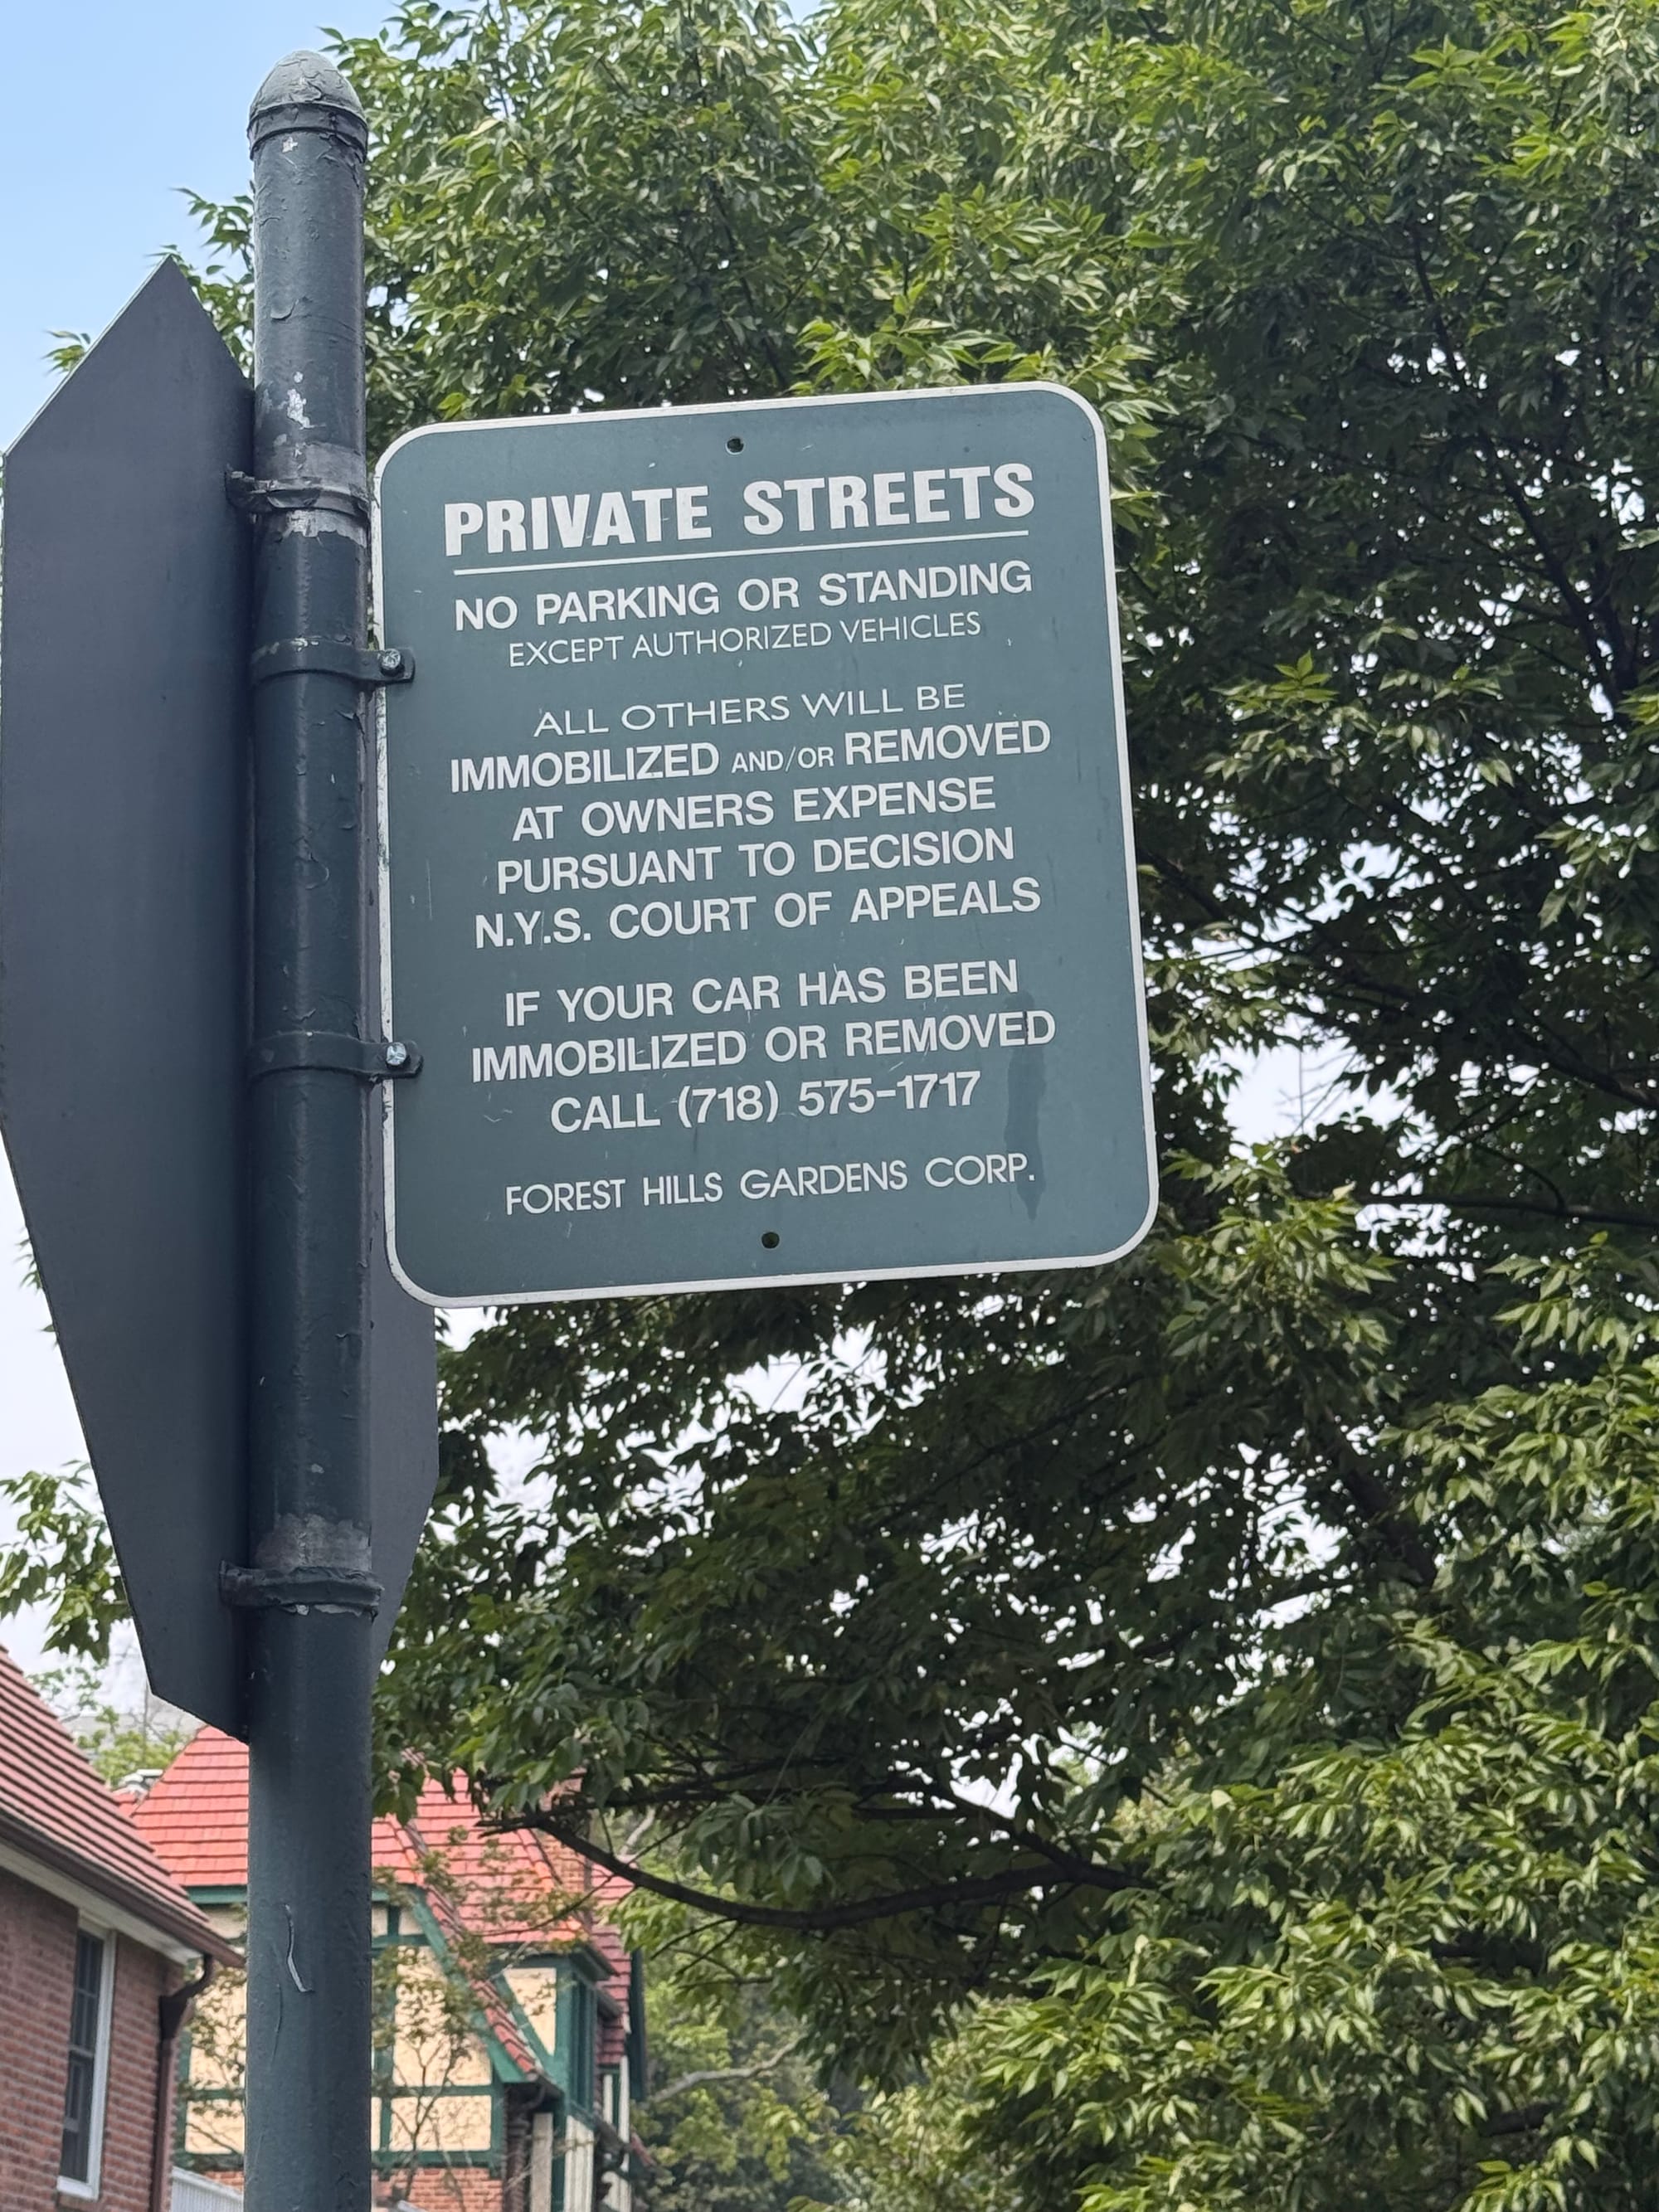 PRIVATE STREETS
NO PARKING OR STANDING
EXCEPT AUTHORIZED VEHICLES
ALL OTHERS WILL BE
IMMOBILIZED AND/OR REMOVED
AT OWNERS EXPENSE
PURSUANT TO DECISION
N.Y.S. COURT OF APPEALS
IF YOUR CAR HAS BEEN
IMMOBILIZED OR REMOVED
CALL (718) 575-1717
FOREST HILLS GARDENS CORP.